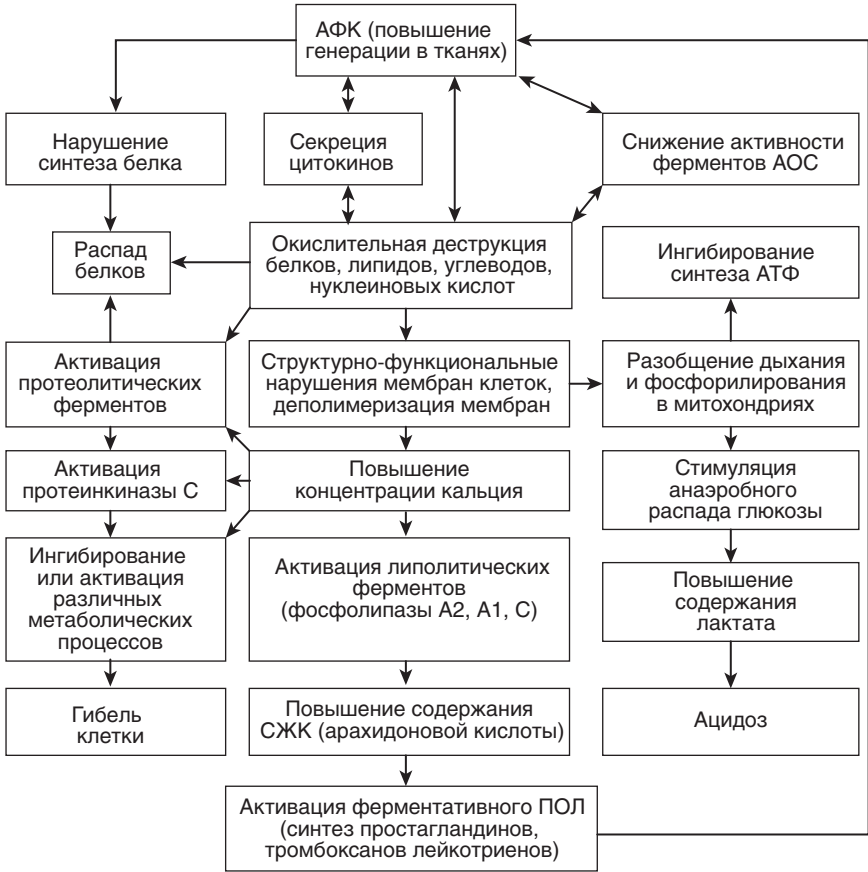 АФК (повышение
генерации в тканях)
Нарушение
синтеза белка
Секреция
цитокинов
Снижение активности
ферментов АОС
Распад
белков
Окислительная деструкция
белков, липидов, углеводов,
нуклеиновых кислот
Ингибирование
синтеза АТФ
Активация
протеолитических
ферментов
Структурно-функциональные
нарушения мембран клеток,
деполимеризация мембран
Разобщение дыхания
и фосфорилирования
в митохондриях
Активация
протеинкиназы С
Повышение
концентрации кальция
Стимуляция
анаэробного
распада глюкозы
Ингибирование
или активация
различных
метаболических
процессов
Активация липолитических
ферментов
(фосфолипазы А2, А1, С)
Повышение
содержания
лактата
Гибель
клетки
Повышение содержания
СЖК (арахидоновой кислоты)
Ацидоз
Активация ферментативного ПОЛ
(синтез простагландинов,
тромбоксанов лейкотриенов)